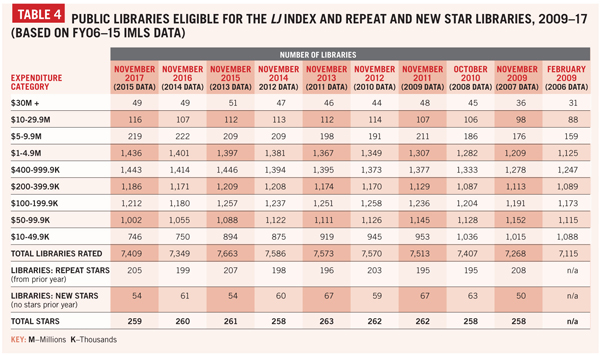 TABLE 4 PUBLIC LIBRARIES ELIGIBLE FOR THE LJ INDEX AND REPEAT AND NEW STAR LIBRARIES, 2009–17
(BASED ON FY06–15 IMLS DATA)
NUMBER OF LIBRARIES
EXPENDITURE CATEGORY NOVEMBER 2017 (2015 DATA) NOVEMBER 2016 (2014 DATA) NOVEMBER 2015 (2013 DATA) NOVEMBER 2014 2012 DATA) NOVEMBER 2013 (2011 DATA) NOVEMBER 2012 (2010 DATA) NOVEMBER 2011 (2009 DATA) OCTOBER 2010 (2008 DATA) NOVEMBER 2009 (2007 DATA) FEBRUARY 2009 (2006 DATA)
$30M + 49 49 51 47 46 44 48 45 36 31
$10-29.9M 116 107 112 113 112 114 107 106 98 88
$5-9.9M 219 222 209 209 198 191 211 186 176 159
$1-4.9M 1,436 1,401 1,397 1,381 1,367 1,349 1,307 1,282 1,209 1,125
$400-999.9K 1,443 1,414 1,446 1,394 1,395 1,373 1,377 1,333 1,278 1,247
$200-399.9K 1,186 1,171 1,209 1,208 1,174 1,170 1,129 1,087 1,113 1,089
$100-199.9K 1,212 1,180 1,257 1,237 1,251 1,258 1,236 1,204 1,191 1,173
$50-99.9K 1,002 1,055 1,088 1,122 1,111 1,126 1,145 1,128 1,152 1,115
$10-49.9K 746 750 894 875 919 945 953 1,036 1,015 1,088
TOTAL LIBRARIES RATED 7,409 7,349 7,663 7,586 7,573 7,570 7,513 7,407 7,268 7,115
LIBRARIES: REPEAT STARS 205 199 207 198 196 203 195 195 208 n/a
(from prior year)
LIBRARIES: NEW STARS 54 61 54 60 67 59 67 63 50 n/a
(no stars prior year)
TOTAL STARS 259 260 261 258 263 262 262 258 258 n/a
KEY: M–Millions K–Thousands